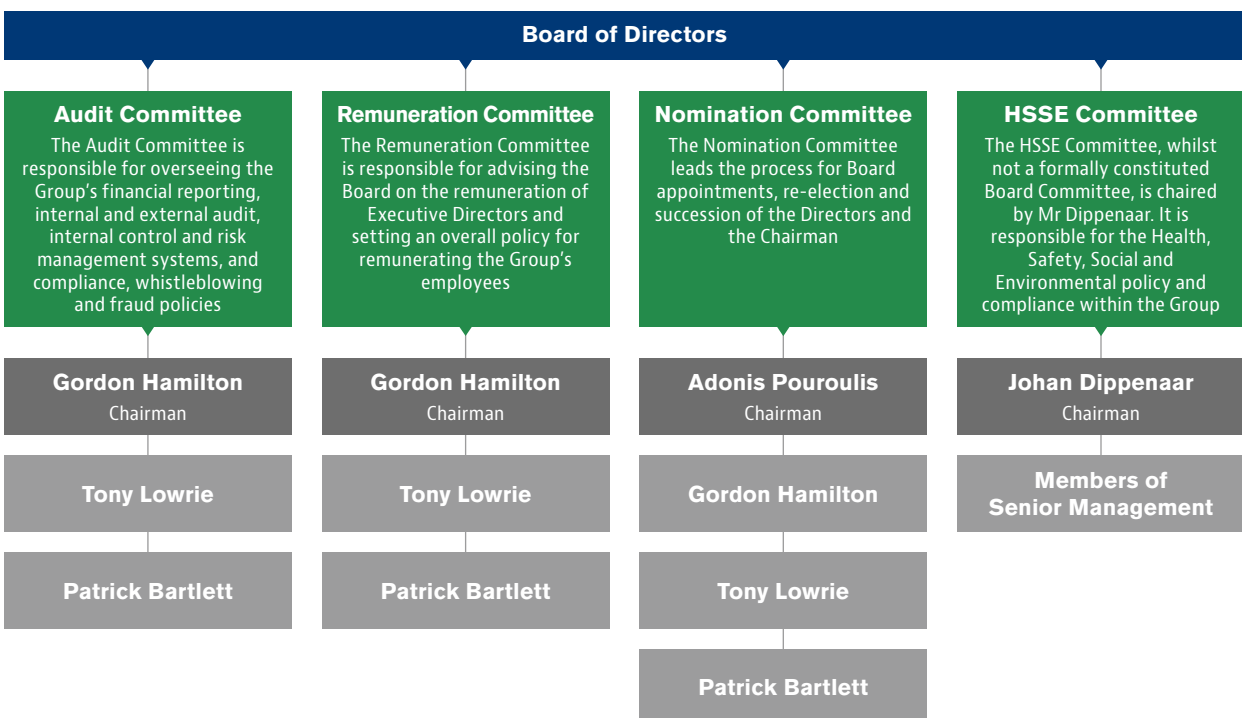 Board of Directors
Audit Committee
The Audit Committee is
responsible for overseeing the
Group’s financial reporting,
internal and external audit,
internal control and risk
management systems, and
compliance, whistleblowing
and fraud policies
Gordon Hamilton
Chairman
Tony Lowrie
Patrick Bartlett
Remuneration Committee
The Remuneration Committee
is responsible for advising the
Board on the remuneration of
Executive Directors and
setting an overall policy for
remunerating the Group’s
employees
Gordon Hamilton
Chairman
Tony Lowrie
Patrick Bartlett
Nomination Committee
The Nomination Committee
leads the process for Board
appointments, re-election and
succession of the Directors and
the Chairman
Adonis Pouroulis
Chairman
Gordon Hamilton
Tony Lowrie
Patrick Bartlett
HSSE Committee
The HSSE Committee, whilst
not a formally constituted
Board Committee, is chaired
by Mr Dippenaar. It is
responsible for the Health,
Safety, Social and
Environmental policy and
compliance within the Group
Johan Dippenaar
Chairman
Members of
Senior Management